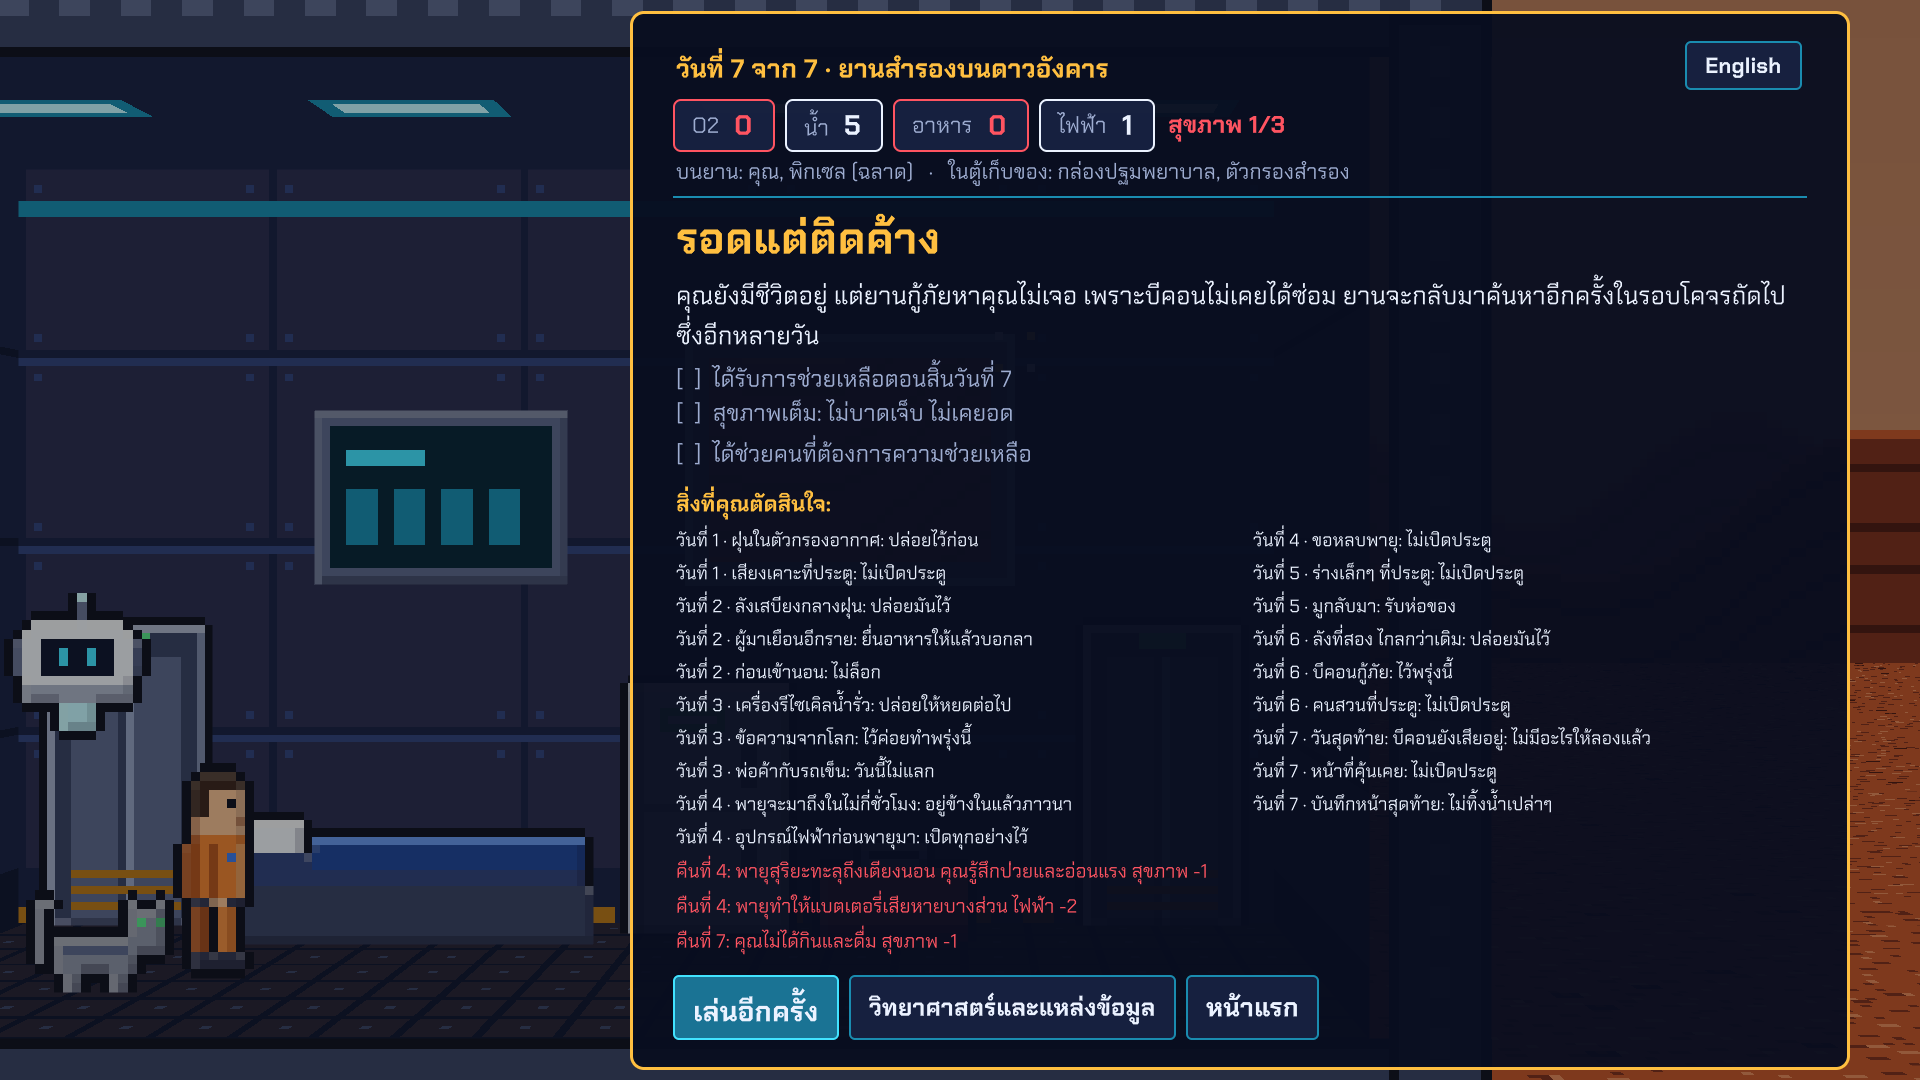 วันที่ 7 จาก 7 · ยานสำรองบนดาวอังคาร
English
O2 0 น้ำ 5 อาหาร 0 ไฟฟ้า 1 สุขภาพ 1/3
บนยาน: คุณ, พิกเซล (ฉลาด) · ในตู้เก็บของ: กล่องปฐมพยาบาล, ตัวกรองสำรอง
รอดแต่ติดค้าง
คุณยังมีชีวิตอยู่ แต่ยานกู้ภัยหาคุณไม่เจอ เพราะบีคอนไม่เคยได้ซ่อม ยานจะกลับมาค้นหาอีกครั้งในรอบโคจรถัดไป
ซึ่งอีกหลายวัน
[ ] ได้รับการช่วยเหลือตอนสิ้นวันที่ 7
[ ] สุขภาพเต็ม: ไม่บาดเจ็บ ไม่เคยอด
[ ] ได้ช่วยคนที่ต้องการความช่วยเหลือ
สิ่งที่คุณตัดสินใจ:
วันที่ 1 · ฝุ่นในตัวกรองอากาศ: ปล่อยไว้ก่อน
วันที่ 1 · เสียงเคาะที่ประตู: ไม่เปิดประตู
วันที่ 2 · ลังเสบียงกลางฝุ่น: ปล่อยมันไว้
วันที่ 2 · ผู้มาเยือนอีกราย: ยื่นอาหารให้แล้วบอกลา
วันที่ 2 · ก่อนเข้านอน: ไม่ล็อก
วันที่ 3 · เครื่องรีไซเคิลน้ำรั่ว: ปล่อยให้หยดต่อไป
วันที่ 3 · ข้อความจากโลก: ไว้ค่อยทำพรุ่งนี้
วันที่ 3 · พ่อค้ากับรถเข็น: วันนี้ไม่แลก
วันที่ 4 · พายุจะมาถึงในไม่กี่ชั่วโมง: อยู่ข้างในแล้วภาวนา
วันที่ 4 · อุปกรณ์ไฟฟ้าก่อนพายุมา: เปิดทุกอย่างไว้
วันที่ 4 · ขอหลบพายุ: ไม่เปิดประตู
วันที่ 5 · ร่างเล็กๆ ที่ประตู: ไม่เปิดประตู
วันที่ 5 · มูกลับมา: รับห่อของ
วันที่ 6 · ลังที่สอง ไกลกว่าเดิม: ปล่อยมันไว้
วันที่ 6 · บีคอนกู้ภัย: ไว้พรุ่งนี้
วันที่ 6 · คนสวนที่ประตู: ไม่เปิดประตู
วันที่ 7 · วันสุดท้าย: บีคอนยังเสียอยู่: ไม่มีอะไรให้ลองแล้ว
วันที่ 7 · หน้าที่คุ้นเคย: ไม่เปิดประตู
วันที่ 7 · บันทึกหน้าสุดท้าย: ไม่ทิ้งน้ำเปล่าๆ
คืนที่ 4: พายุสุริยะทะลุถึงเตียงนอน คุณรู้สึกป่วยและอ่อนแรง สุขภาพ -1
คืนที่ 4: พายุทำให้แบตเตอรี่เสียหายบางส่วน ไฟฟ้า -2
คืนที่ 7: คุณไม่ได้กินและดื่ม สุขภาพ -1
เล่นอีกครั้ง
วิทยาศาสตร์และแหล่งข้อมูล
หน้าแรก